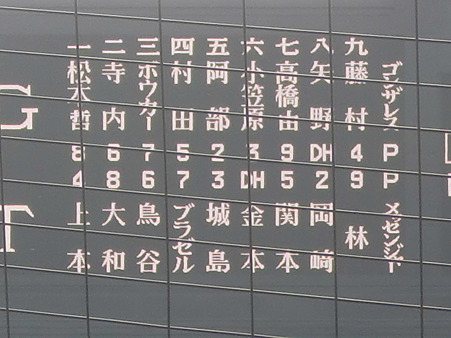 一 二 三 四 五 六 七 八 九
G 松本哲 寺内 ホウカー 村田 阿部 小笠原 高橋由 矢野 藤村 ゴンザレス
8 6 7 5 2 3 9 DH 4 P
4 8 6 7 3 DH 5 2 9 P
T 上本 大和 鳥谷 ブラゼル 城島 金本 関本 岡崎 林 メッセンジャー